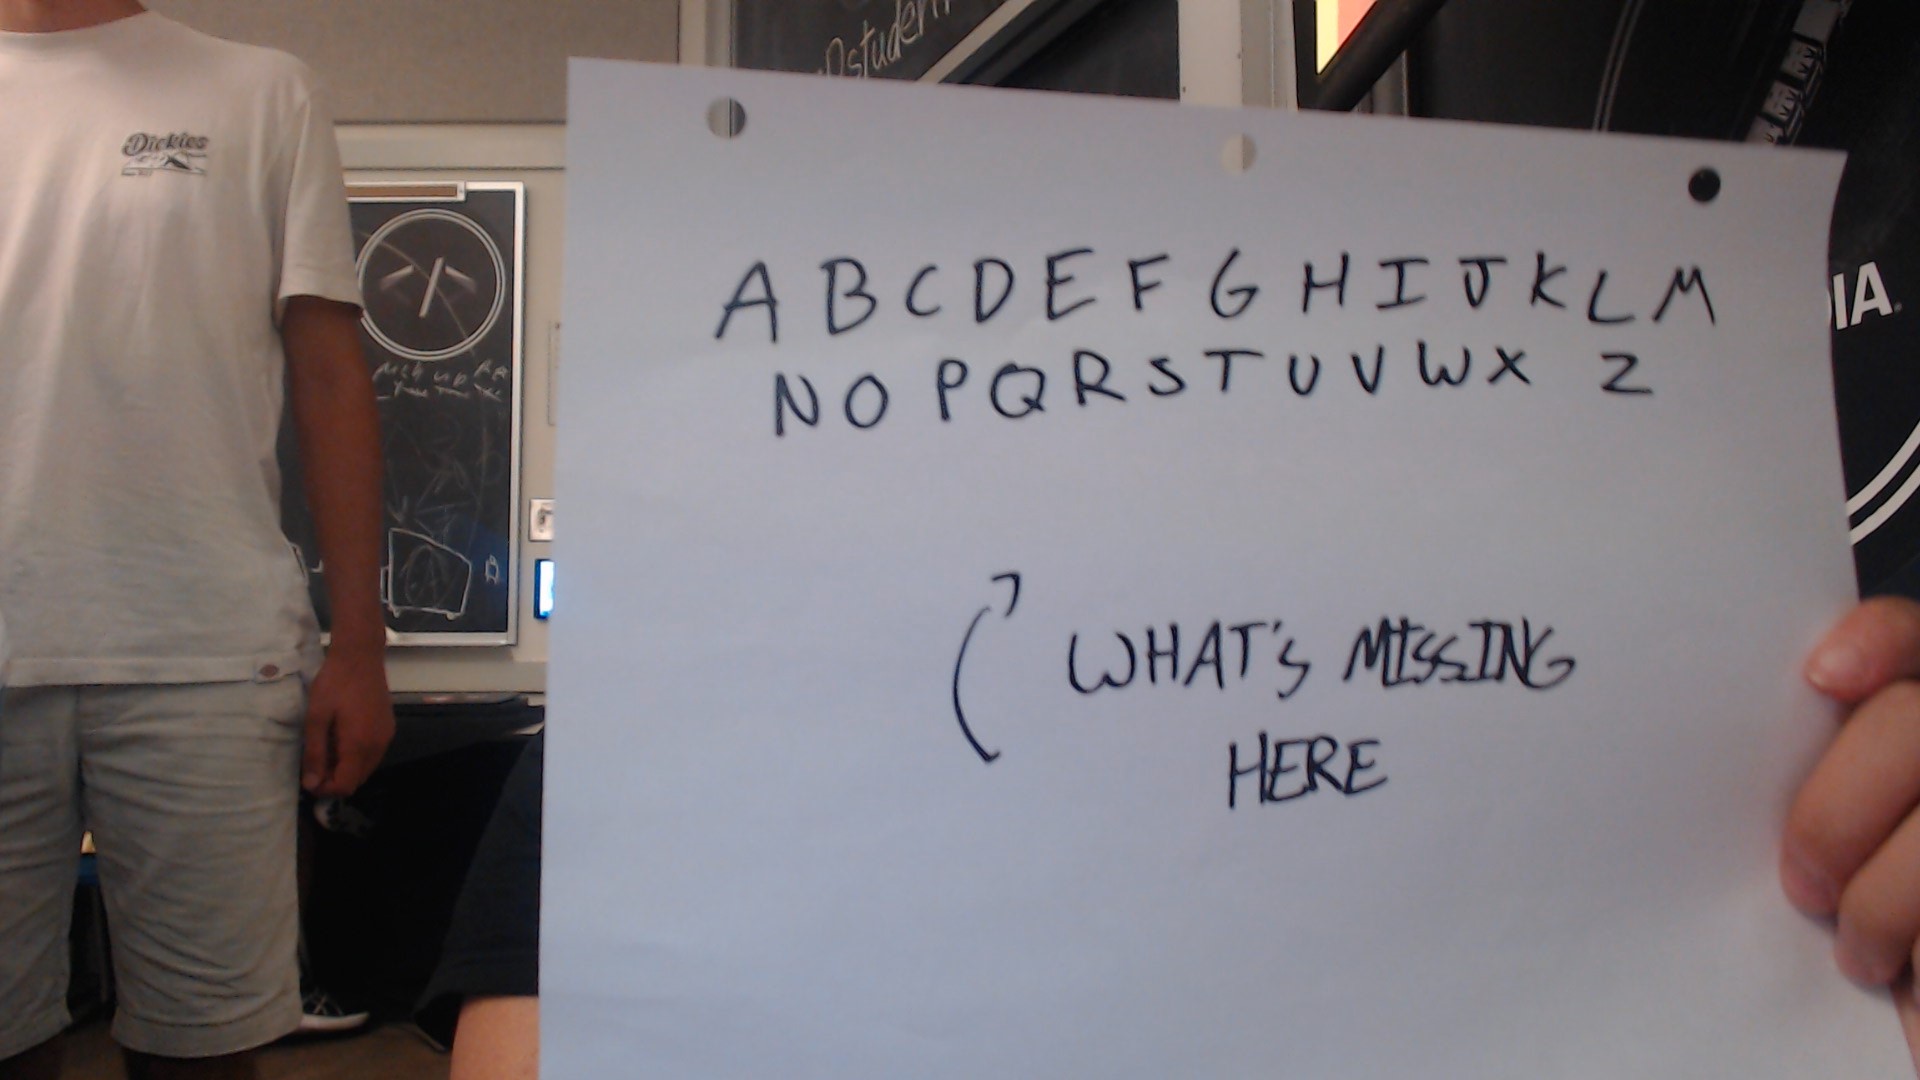 Dickies
student
IA
A B C D E F G H I J K L M
N O P Q R S T U V W X Z
WHAT'S MISSING
HERE